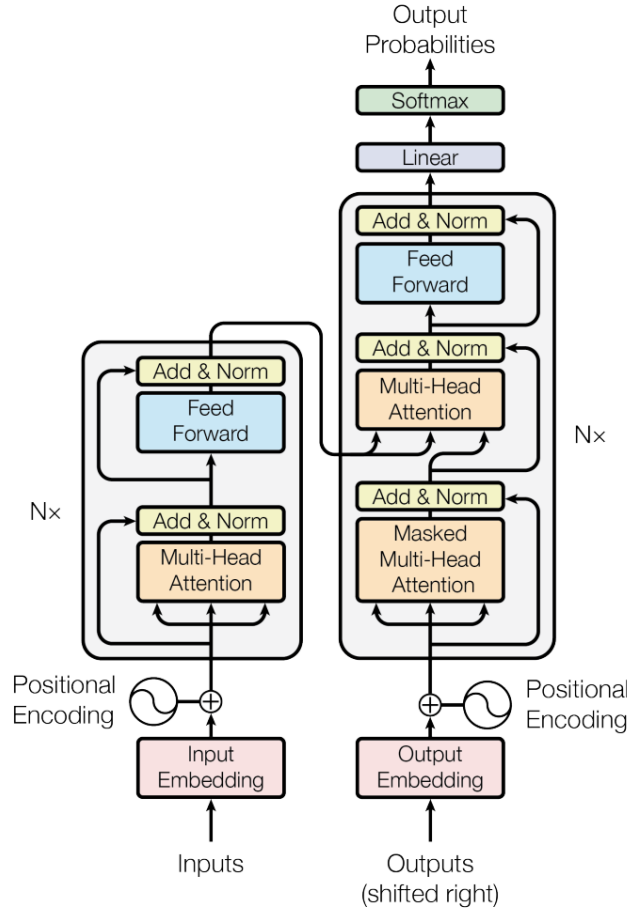 Output
Probabilities
Softmax
Linear
Add & Norm
Feed
Forward
Add & Norm
Multi-Head
Attention
Add & Norm
Masked
Multi-Head
Attention
N×
Add & Norm
Feed
Forward
Add & Norm
Multi-Head
Attention
N×
Positional
Encoding
Positional
Encoding
Input
Embedding
Output
Embedding
Inputs
Outputs
(shifted right)